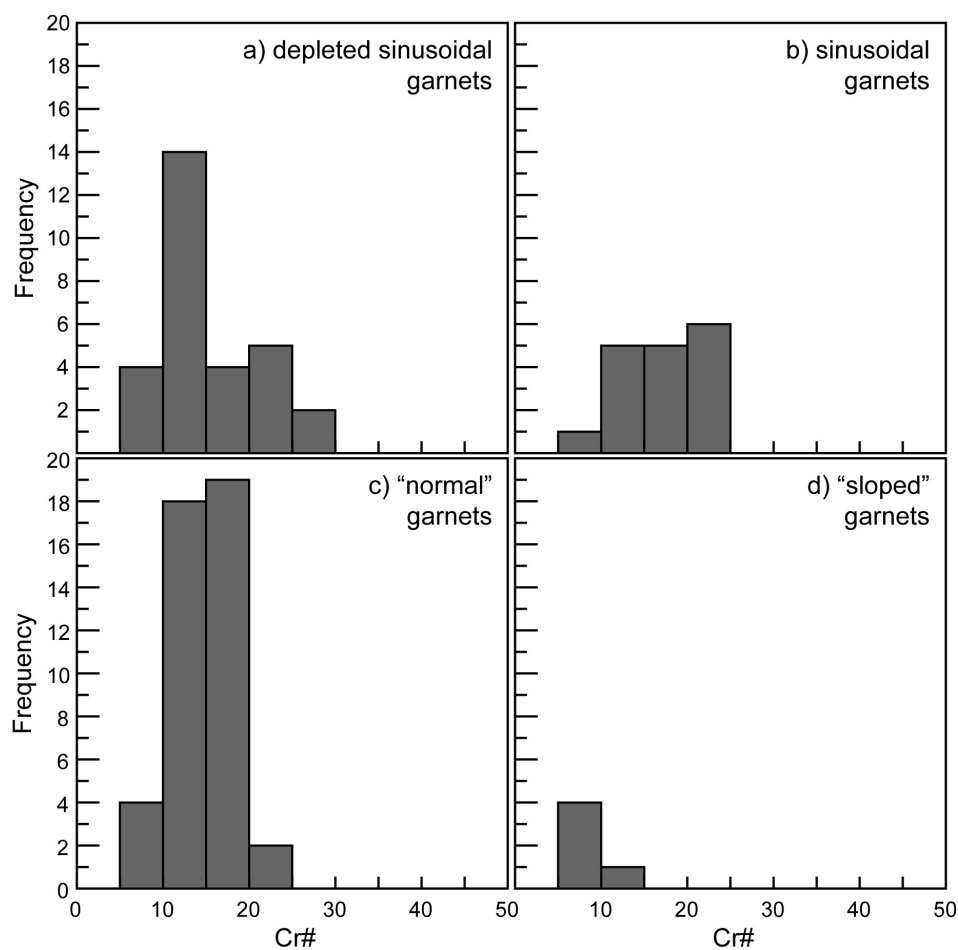 a) depleted sinusoidal
garnets
b) sinusoidal
garnets
20
18
16
14
12
10
8
6
4
2
Frequency
c) “normal”
garnets
d) “sloped”
garnets
20
18
16
14
12
10
8
6
4
2
0
Frequency
0 10 20 30 40 50
10 20 30 40 50
Cr#
Cr#